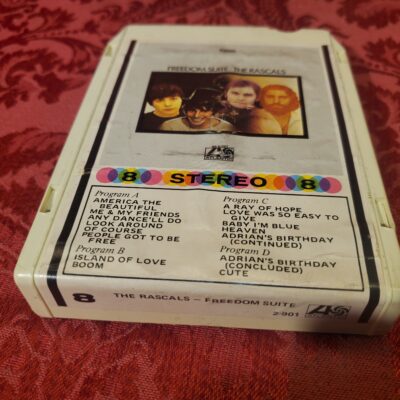 FREEDOM SUITE · THE RASCALS
8 STEREO 8
Program A
AMERICA THE
BEAUTIFUL
ME & MY FRIENDS
ANY DANCE'LL DO
LOOK AROUND
OF COURSE
PEOPLE GOT TO BE
FREE
Program B
ISLAND OF LOVE
BOOM
Program C
A RAY OF HOPE
LOVE WAS SO EASY TO
GIVE
BABY I'M BLUE
HEAVEN
ADRIAN'S BIRTHDAY
(CONTINUED)
Program D
ADRIAN'S BIRTHDAY
(CONCLUDED)
CUTE
8 THE RASCALS – FREEDOM SUITE
2-901